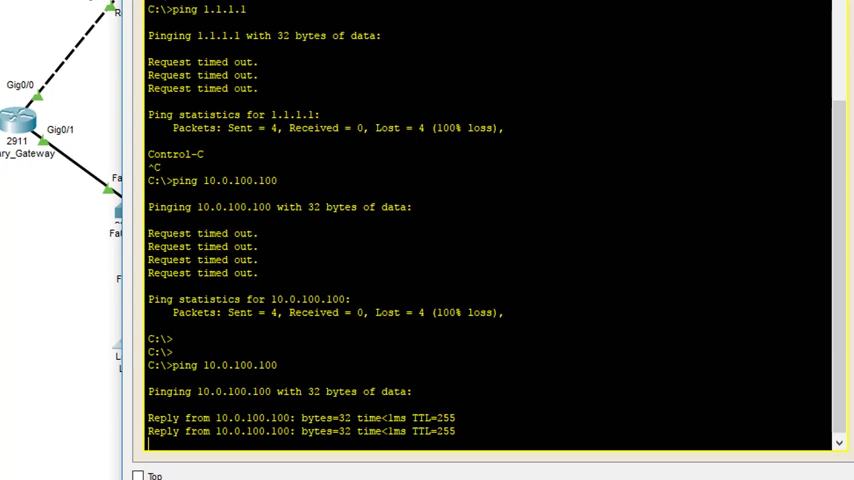 C:\>ping 1.1.1.1
Pinging 1.1.1.1 with 32 bytes of data:
Request timed out.
Request timed out.
Request timed out.
Ping statistics for 1.1.1.1:
Packets: Sent = 4, Received = 0, Lost = 4 (100% loss),
Control-C
^C
C:\>ping 10.0.100.100
Pinging 10.0.100.100 with 32 bytes of data:
Request timed out.
Request timed out.
Request timed out.
Request timed out.
Ping statistics for 10.0.100.100:
Packets: Sent = 4, Received = 0, Lost = 4 (100% loss),
C:\>
C:\>
C:\>ping 10.0.100.100
Pinging 10.0.100.100 with 32 bytes of data:
Reply from 10.0.100.100: bytes=32 time<1ms TTL=255
Reply from 10.0.100.100: bytes=32 time<1ms TTL=255
Top
Gig0/0
Gig0/1
2911
ry_Gateway